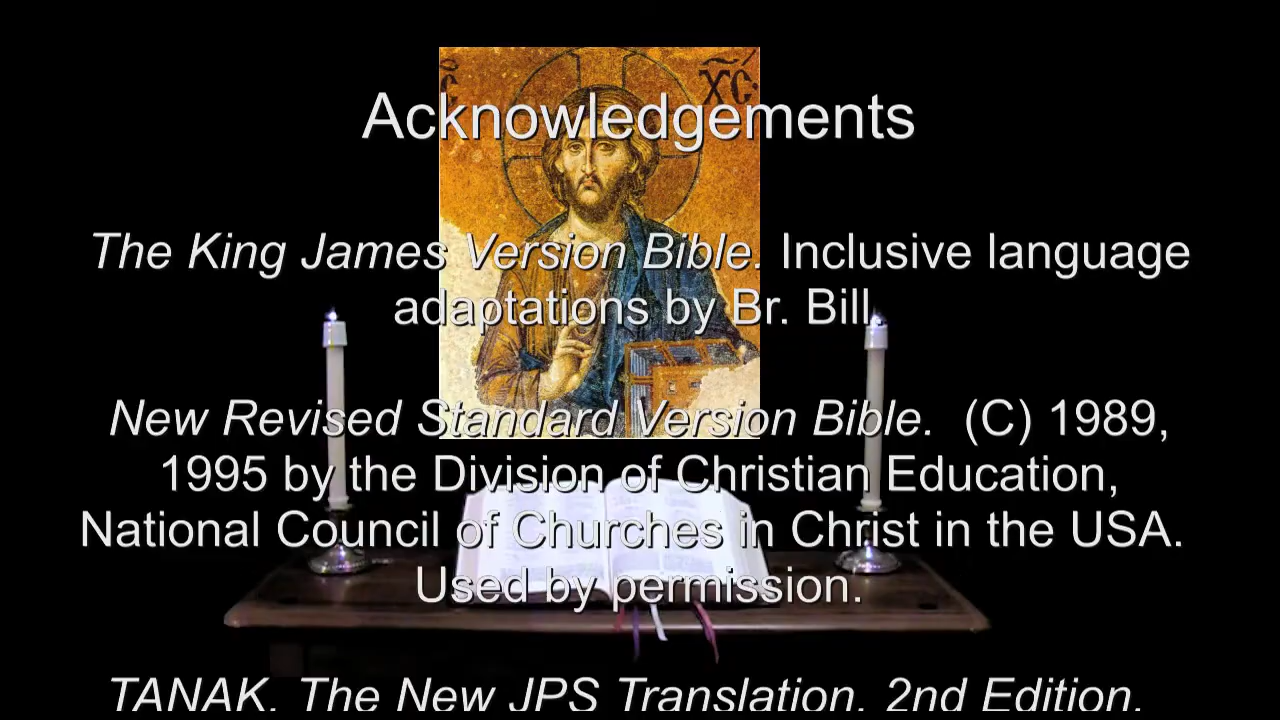 ΧC
Acknowledgements
The King James Version Bible. Inclusive language
adaptations by Br. Bill.
New Revised Standard Version Bible.  (C) 1989,
1995 by the Division of Christian Education,
National Council of Churches in Christ in the USA.
Used by permission.
TANAK. The New JPS Translation. 2nd Edition.